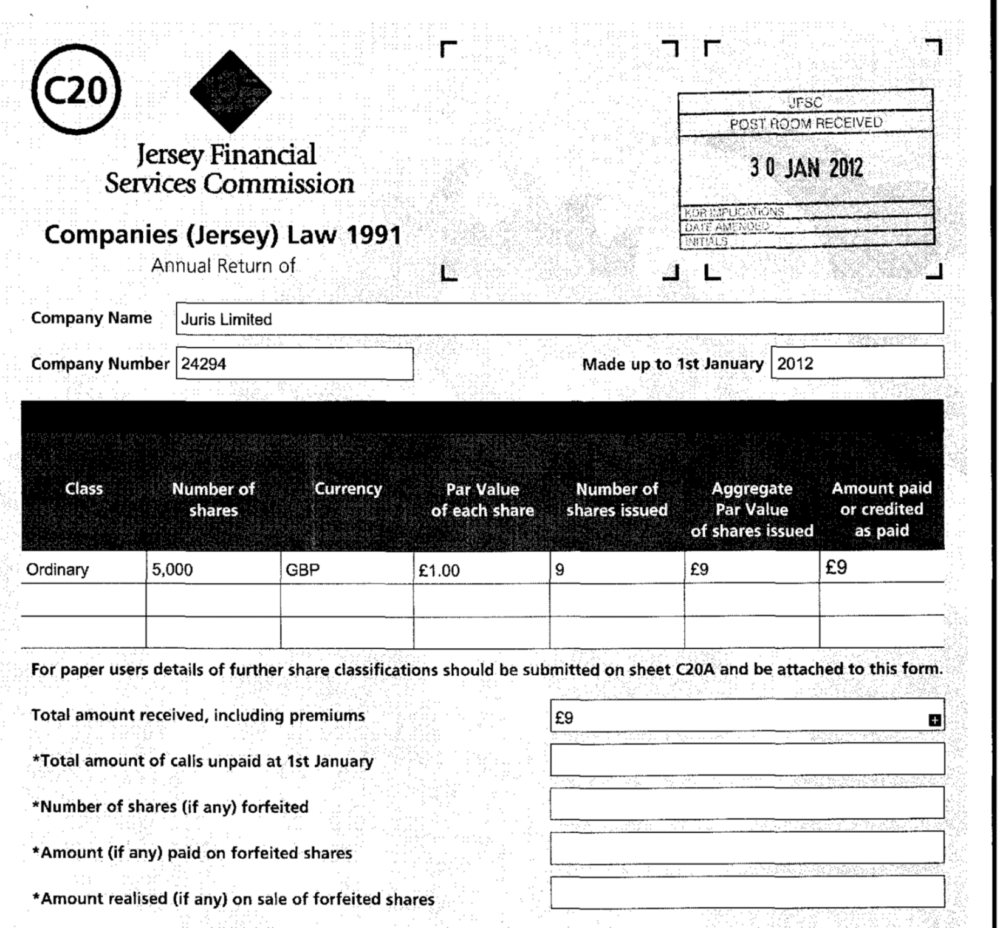 C20
Jersey Financial
Services Commission
Companies (Jersey) Law 1991
Annual Return of
JFSC
POST ROOM RECEIVED
30 JAN 2012
KDR IMPLICATIONS
DATE AMENDED
INITIALS
Company Name Juris Limited
Company Number 24294 Made up to 1st January 2012
Class Number of shares Currency Par Value of each share Number of shares issued Aggregate Par Value of shares issued Amount paid or credited as paid
Ordinary 5,000 GBP £1.00 9 £9 £9
For paper users details of further share classifications should be submitted on sheet C20A and be attached to this form.
Total amount received, including premiums £9 +
*Total amount of calls unpaid at 1st January
*Number of shares (if any) forfeited
*Amount (if any) paid on forfeited shares
*Amount realised (if any) on sale of forfeited shares